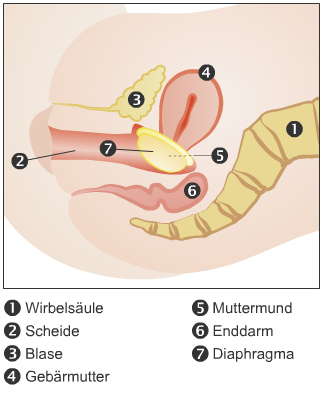 4
3
1
2
7
5
6
1 Wirbelsäule
2 Scheide
3 Blase
4 Gebärmutter
5 Muttermund
6 Enddarm
7 Diaphragma